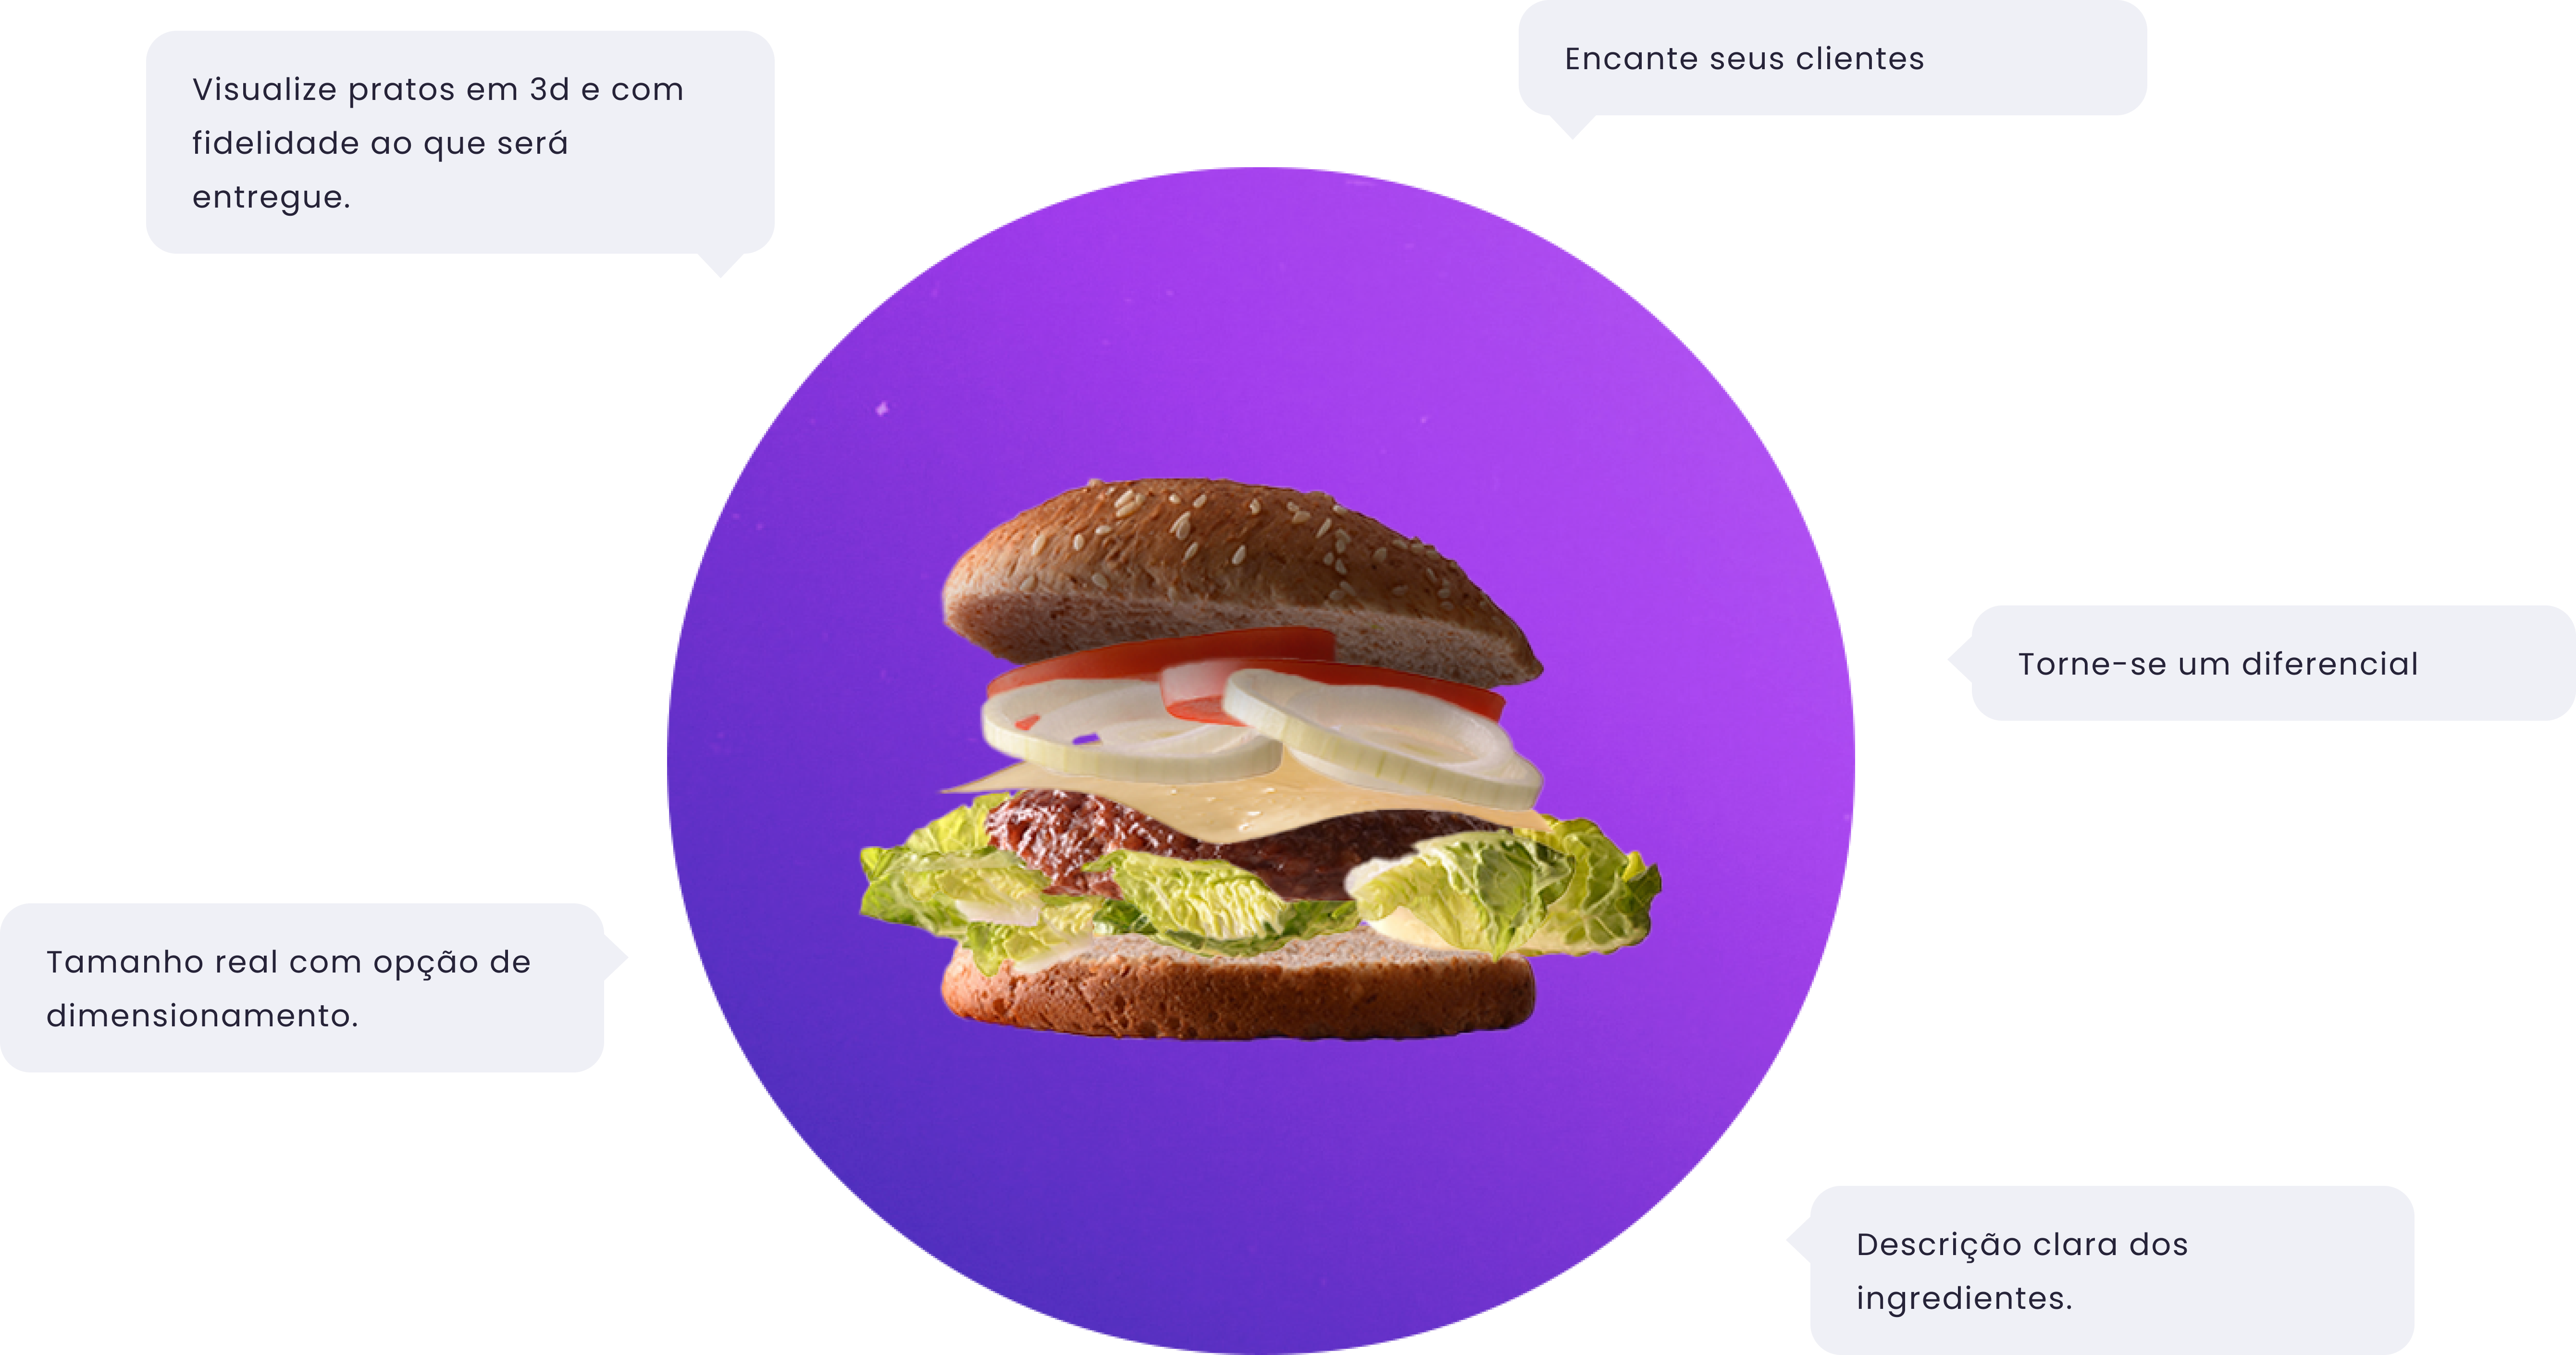 Visualize pratos em 3d e com
fidelidade ao que será
entregue.
Encante seus clientes
Torne-se um diferencial
Tamanho real com opção de
dimensionamento.
Descrição clara dos
ingredientes.